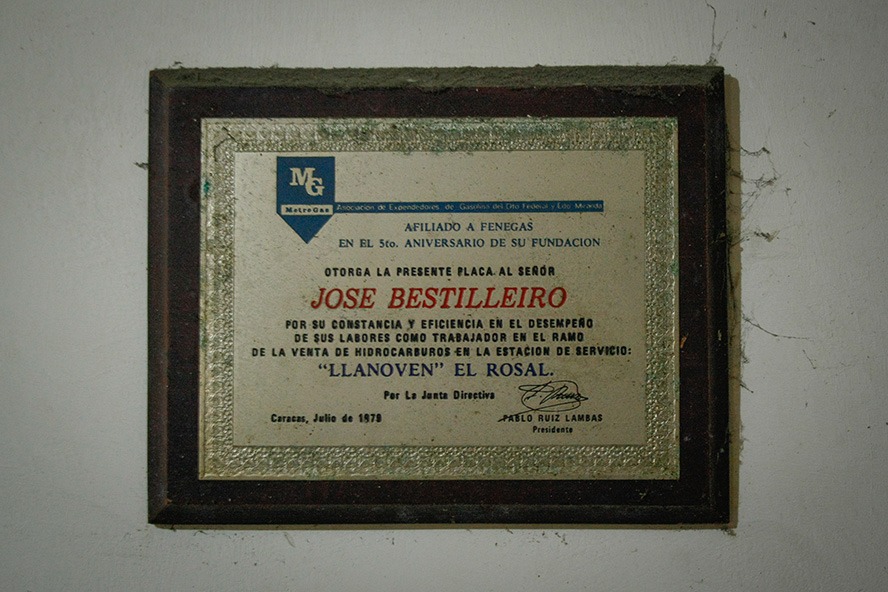 MG
MetroGas
Asociacion de Expendedores de Gasolina del Dto Federal y Edo Miranda
AFILIADO A FENEGAS
EN EL 5to. ANIVERSARIO DE SU FUNDACION
OTORGA LA PRESENTE PLACA AL SEÑOR
JOSE BESTILLEIRO
POR SU CONSTANCIA Y EFICIENCIA EN EL DESEMPEÑO
DE SUS LABORES COMO TRABAJADOR EN EL RAMO
DE LA VENTA DE HIDROCARBUROS EN LA ESTACION DE SERVICIO:
"LLANOVEN" EL ROSAL.
Por La Junta Directiva
Caracas, Julio de 1979
PABLO RUIZ LAMBAS
Presidente